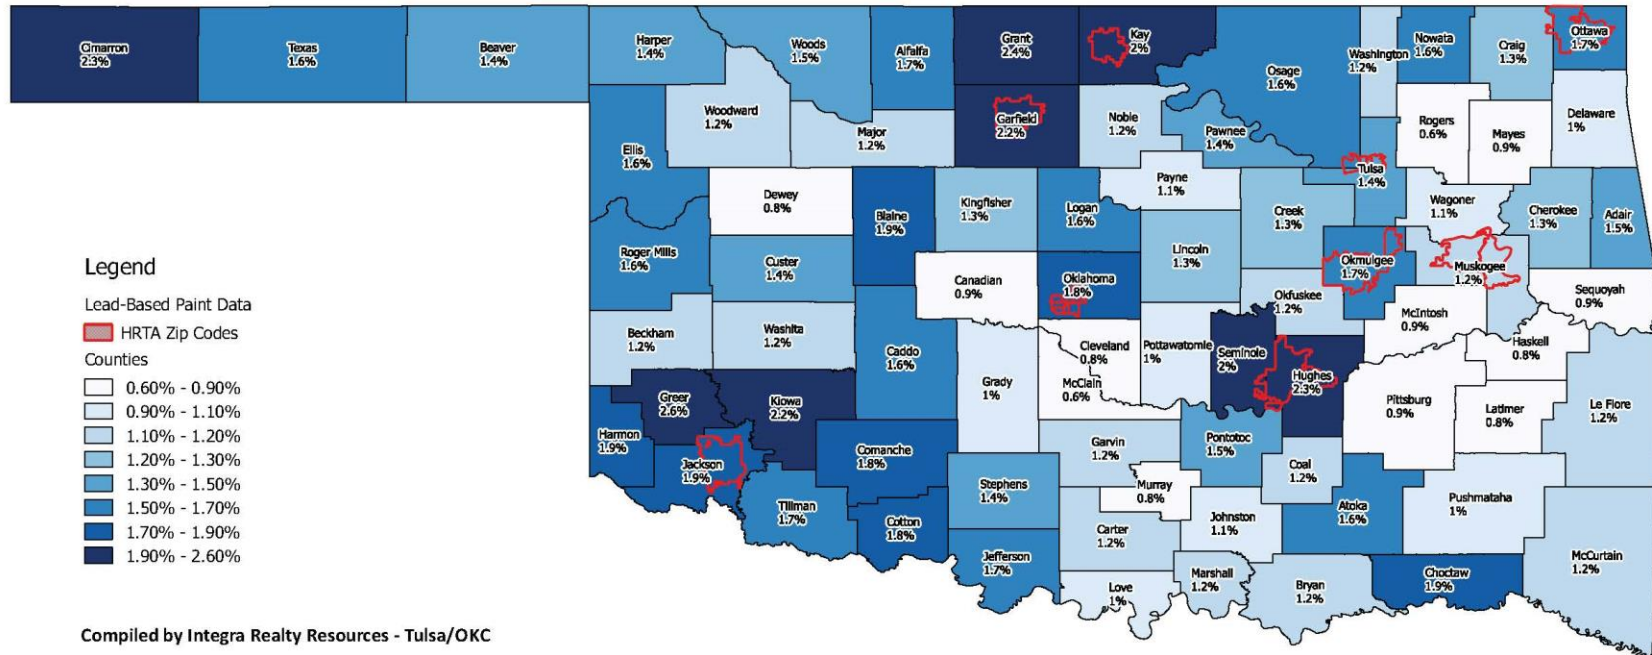 Cimarron
2.3%
Texas
1.6%
Beaver
1.4%
Harper
1.4%
Woods
1.5%
Alfalfa
1.7%
Grant
2.4%
Kay
2%
Osage
1.6%
Washington
1.2%
Nowata
1.6%
Craig
1.3%
Ottawa
1.7%
Woodward
1.2%
Major
1.2%
Garfield
2.2%
Noble
1.2%
Pawnee
1.4%
Rogers
0.6%
Mayes
0.9%
Delaware
1%
Ellis
1.6%
Dewey
0.8%
Blaine
1.9%
Kingfisher
1.3%
Logan
1.6%
Payne
1.1%
Creek
1.3%
Tulsa
1.4%
Wagoner
1.1%
Cherokee
1.3%
Adair
1.5%
Roger Mills
1.6%
Custer
1.4%
Canadian
0.9%
Oklahoma
1.8%
Lincoln
1.3%
Okfuskee
1.2%
Okmulgee
1.7%
Muskogee
1.2%
Sequoyah
0.9%
Beckham
1.2%
Washita
1.2%
Caddo
1.6%
Grady
1%
Cleveland
0.8%
McClain
0.6%
Pottawatomie
1%
Seminole
2%
Hughes
2.3%
McIntosh
0.9%
Haskell
0.8%
Pittsburg
0.9%
Latimer
0.8%
Le Flore
1.2%
Greer
2.6%
Kiowa
2.2%
Harmon
1.9%
Jackson
1.9%
Comanche
1.8%
Tillman
1.7%
Cotton
1.8%
Stephens
1.4%
Jefferson
1.7%
Garvin
1.2%
Murray
0.8%
Pontotoc
1.5%
Coal
1.2%
Carter
1.2%
Johnston
1.1%
Atoka
1.6%
Pushmataha
1%
McCurtain
1.2%
Love
1%
Marshall
1.2%
Bryan
1.2%
Choctaw
1.9%
Legend
Lead-Based Paint Data
HRTA Zip Codes
Counties
0.60% - 0.90%
0.90% - 1.10%
1.10% - 1.20%
1.20% - 1.30%
1.30% - 1.50%
1.50% - 1.70%
1.70% - 1.90%
1.90% - 2.60%
Compiled by Integra Realty Resources - Tulsa/OKC